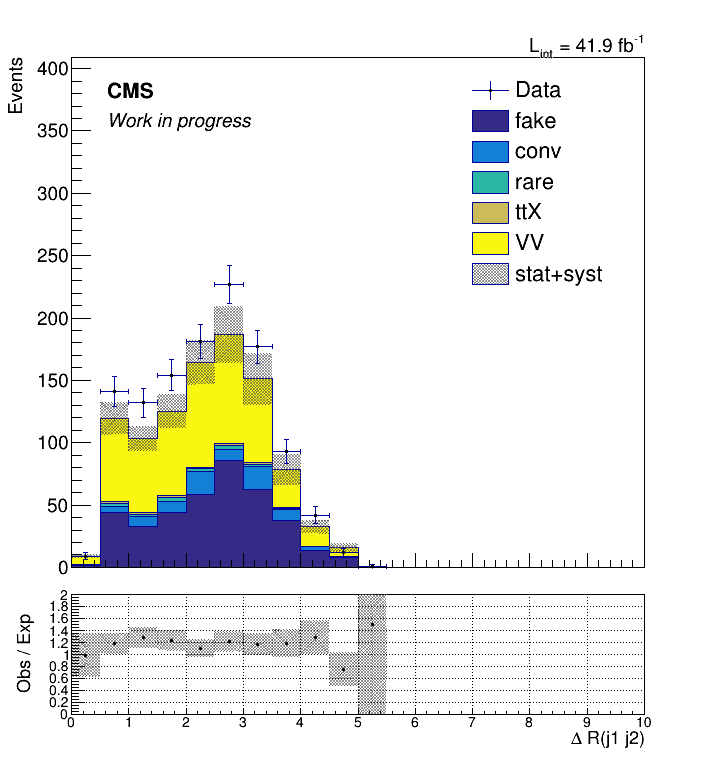 L_int = 41.9 fb^-1
Events
400
350
300
250
200
150
100
50
0
CMS
Work in progress
Data
fake
conv
rare
ttX
VV
stat+syst
Obs / Exp
2
1.8
1.6
1.4
1.2
1
0.8
0.6
0.4
0.2
0
0 1 2 3 4 5 6 7 8 9 10
Δ R(j1 j2)